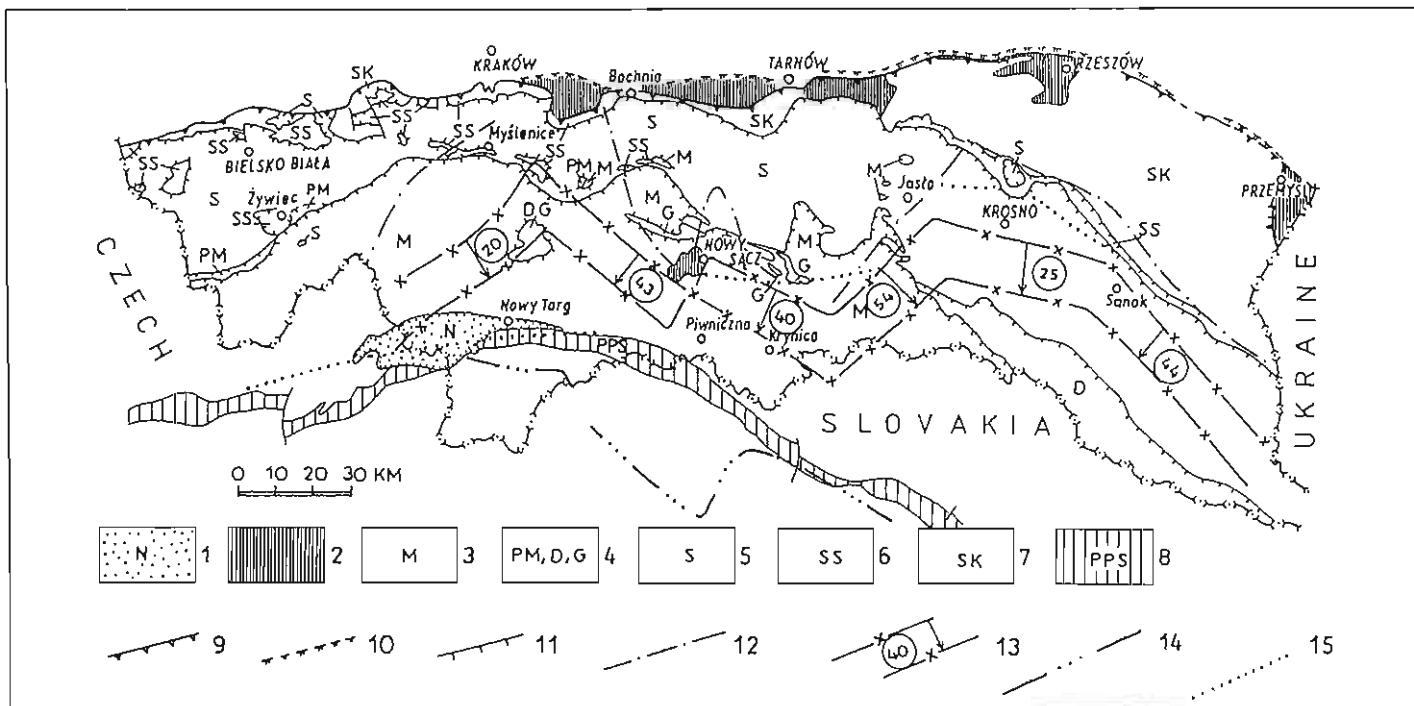 KRAKÓW
TARNÓW
RZESZÓW
SK
Bochnia
S
SS
SS
SS
SS
Myślenice
S
SK
SS
SS
BIELSKO BIAŁA
SS
PM
M
SS
M
S
M
S
SK
Jasło
PRZEMYŚL
S
Żywiec
PM
SSS
S
D,G
M
G
KROSNO
SS
PM
M
20
NOWY
SĄCZ
M
G
25
Sanok
CZECH
43
G
40
M
54
N
Nowy Targ
Piwniczna
Krynica
44
PPS
D
SLOVAKIA
UKRAINE
0 10 20 30 KM
N 1
2
M 3
PM, D, G 4
S 5
SS 6
SK 7
PPS 8
9
10
11
12
40 13
14
15